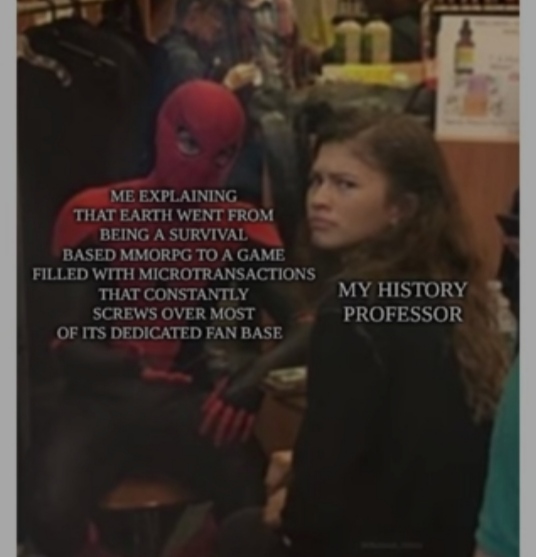 ME EXPLAINING
THAT EARTH WENT FROM
BEING A SURVIVAL
BASED MMORPG TO A GAME
FILLED WITH MICROTRANSACTIONS
THAT CONSTANTLY
SCREWS OVER MOST
OF ITS DEDICATED FAN BASE
MY HISTORY
PROFESSOR